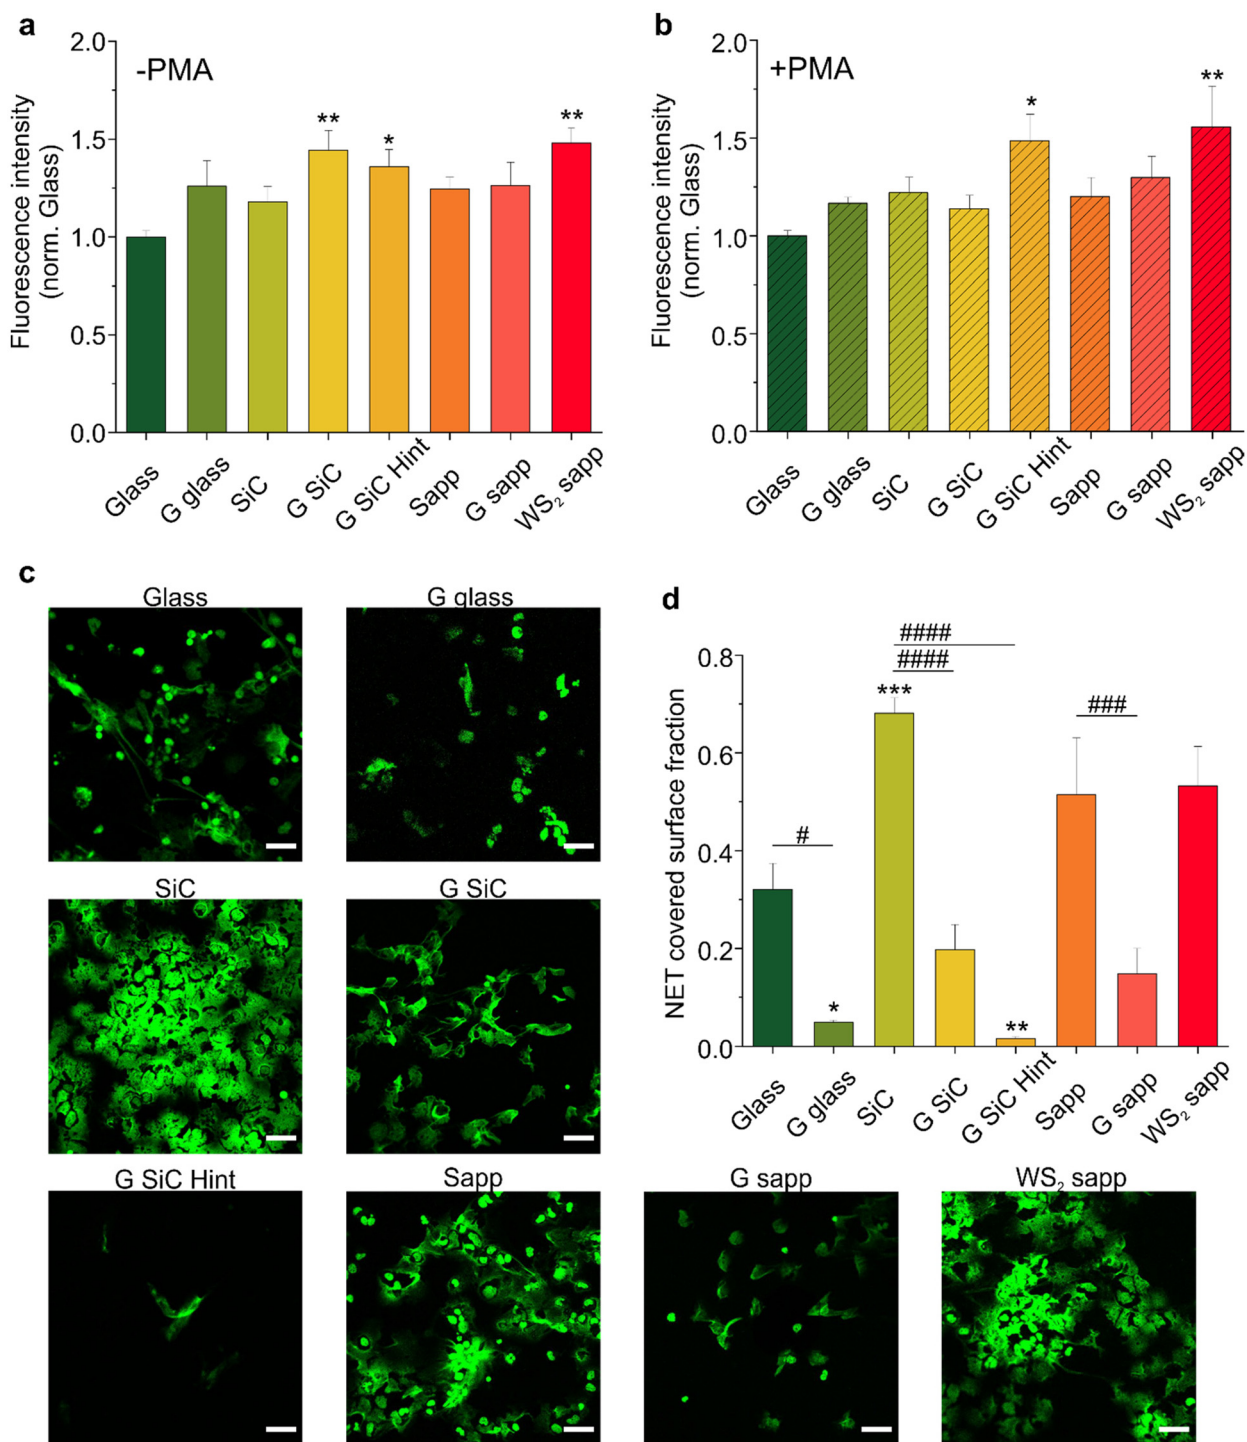 a
-PMA
**
*
**
2.0
1.5
1.0
0.5
0.0
Fluorescence intensity
(norm. Glass)
Glass
G glass
SiC
G SiC
G SiC Hint
Sapp
G sapp
WS₂ sapp
b
+PMA
*
**
2.0
1.5
1.0
0.5
0.0
Fluorescence intensity
(norm. Glass)
Glass
G glass
SiC
G SiC
G SiC Hint
Sapp
G sapp
WS₂ sapp
c
Glass
G glass
SiC
G SiC
d
####
####
***
###
#
*
**
0.8
0.6
0.4
0.2
0.0
NET covered surface fraction
Glass
G glass
SiC
G SiC
G SiC Hint
Sapp
G sapp
WS₂ sapp
G SiC Hint
Sapp
G sapp
WS₂ sapp